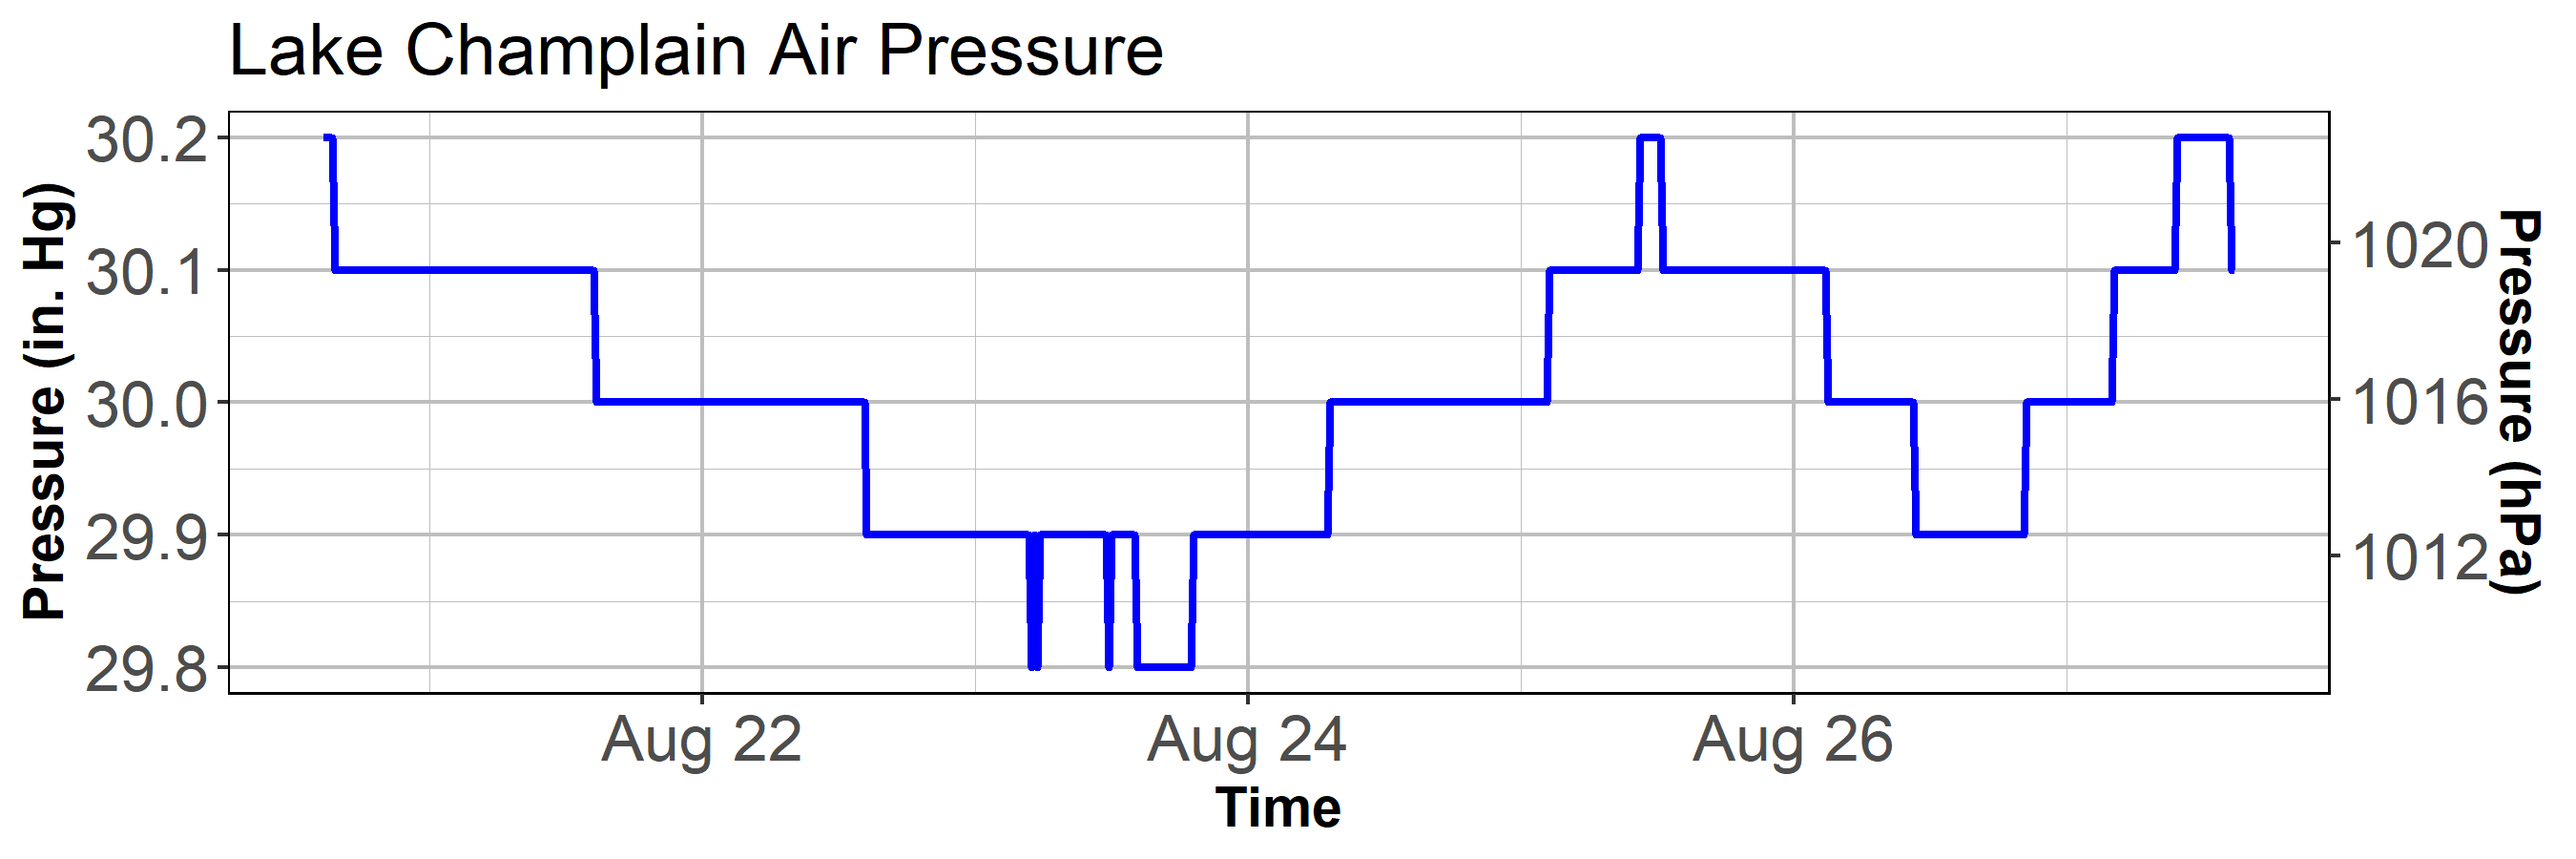 Lake Champlain Air Pressure
Pressure (in. Hg)
30.2
30.1
30.0
29.9
29.8
1020
1016
1012
Pressure (hPa)
Aug 22
Aug 24
Aug 26
Time